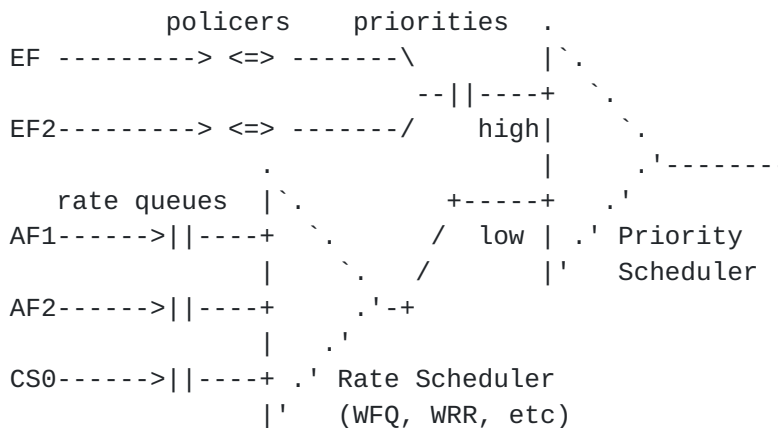 policers    priorities  .
EF ---------> <=> -------\         |`.
                          --||----+  `.
EF2---------> <=> -------/    high|    `.
                .                 |     .'-------
   rate queues  |`.         +-----+   .'
AF1------>||----+  `.      /  low | .' Priority
                |    `.   /       |'   Scheduler
AF2------>||----+     .'-+
                |   .'
CS0------>||----+ .' Rate Scheduler
                |'   (WFQ, WRR, etc)